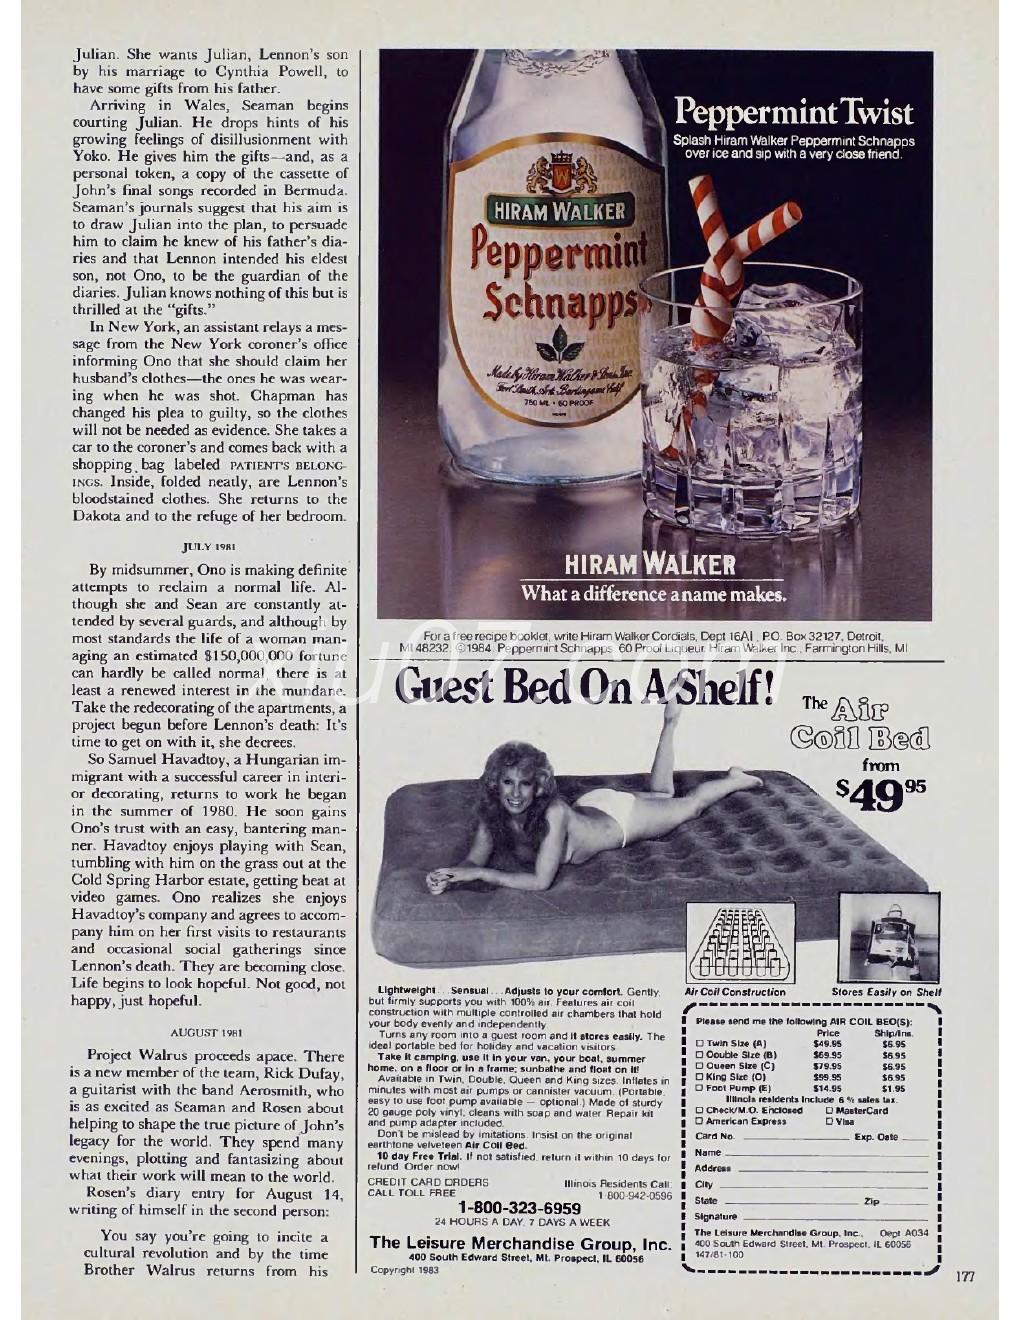 Julian. She wants Julian, Lennon's son
by his marriage to Cynthia Powell, to
have some gifts from his father.
Arriving in Wales, Seaman begins
courting Julian. He drops hints of his
growing feelings of disillusionment with
Yoko. He gives him the gifts—and, as a
personal token, a copy of the cassette of
John's final songs recorded in Bermuda.
Seaman's journals suggest that his aim is
to draw Julian into the plan, to persuade
him to claim he knew of his father's dia-
ries and that Lennon intended his eldest
son, not Ono, to be the guardian of the
diaries. Julian knows nothing of this but is
thrilled at the "gifts."
In New York, an assistant relays a mes-
sage from the New York coroner's office
informing Ono that she should claim her
husband's clothes—the ones he was wear-
ing when he was shot. Chapman has
changed his plea to guilty, so the clothes
will not be needed as evidence. She takes a
car to the coroner's and comes back with a
shopping bag labeled PATIENT'S BELONG-
INGS. Inside, folded neatly, are Lennon's
bloodstained clothes. She returns to the
Dakota and to the refuge of her bedroom.
JULY 1981
By midsummer, Ono is making definite
attempts to reclaim a normal life. Al-
though she and Sean are constantly at-
tended by several guards, and although by
most standards the life of a woman man-
aging an estimated $150,000,000 fortune
can hardly be called normal, there is at
least a renewed interest in the mundane.
Take the redecorating of the apartments, a
project begun before Lennon's death: It's
time to get on with it, she decrees.
So Samuel Havadtoy, a Hungarian im-
migrant with a successful career in interi-
or decorating, returns to work he began
in the summer of 1980. He soon gains
Ono's trust with an easy, bantering man-
ner. Havadtoy enjoys playing with Sean,
tumbling with him on the grass out at the
Cold Spring Harbor estate, getting beat at
video games. Ono realizes she enjoys
Havadtoy's company and agrees to accom-
pany him on her first visits to restaurants
and occasional social gatherings since
Lennon's death. They are becoming close.
Life begins to look hopeful. Not good, not
happy, just hopeful.
AUGUST 1981
Project Walrus proceeds apace. There
is a new member of the team, Rick Dufay,
a guitarist with the band Aerosmith, who
is as excited as Seaman and Rosen about
helping to shape the true picture of John's
legacy for the world. They spend many
evenings, plotting and fantasizing about
what their work will mean to the world.
Rosen's diary entry for August 14,
writing of himself in the second person:
You say you're going to incite a
cultural revolution and by the time
Brother Walrus returns from his
Peppermint Twist
Splash Hiram Walker Peppermint Schnapps
over ice and sip with a very close friend.
HIRAM WALKER
Peppermint
Schnapps
Made by Hiram Walker & Sons, Inc.
Fort Smith, Ark. Burlingame, Calif.
750 ML • 60 PROOF
HIRAM WALKER
What a difference a name makes.
For a free recipe booklet, write Hiram Walker Cordials, Dept 16A1, P.O. Box 32127, Detroit,
MI 48232. ©1984. Peppermint Schnapps. 60 Proof Liqueur. Hiram Walker Inc., Farmington Hills, MI
.com
Guest Bed On A Shelf!
The Air
Coil Bed
from
$49 95
Air Coil Construction
Stores Easily on Shelf
Lightweight... Sensual... Adjusts to your comfort. Gently,
but firmly supports you with 100% air. Features air coil
construction with multiple controlled air chambers that hold
your body evenly and independently.
Turns any room into a guest room and it stores easily. The
ideal portable bed for holiday and vacation visitors.
Take it camping, use it in your van, your boat, summer
home, on a floor or in a frame; sunbathe and float on it!
Available in Twin, Double, Queen and King sizes. Inflates in
minutes with most air pumps or cannister vacuum. (Portable,
easy to use foot pump available — optional.) Made of sturdy
20 gauge poly vinyl; cleans with soap and water. Repair kit
and pump adapter included.
Don't be mislead by imitations. Insist on the original
earthtone velveteen Air Coil Bed.
10 day Free Trial. If not satisfied, return it within 10 days for
refund. Order now!
CREDIT CARD ORDERS
CALL TOLL FREE
Illinois Residents Call:
1-800-942-0596
1-800-323-6959
24 HOURS A DAY, 7 DAYS A WEEK
The Leisure Merchandise Group, Inc.
400 South Edward Street, Mt. Prospect, IL 60056
Copyright 1983
Please send me the following AIR COIL BED(S):
Price Ship/Ins.
Twin Size (A) $49.95 $6.95
Double Size (B) $69.95 $6.95
Queen Size (C) $79.95 $6.95
King Size (D) $99.95 $6.95
Foot Pump (E) $14.95 $1.95
Illinois residents include 6% sales tax.
Check/M.O. Enclosed MasterCard
American Express Visa
Card No. Exp. Date
Name
Address
City
State Zip
Signature
The Leisure Merchandise Group, Inc., Dept A034
400 South Edward Street, Mt. Prospect, IL 60056
147/81-100
177